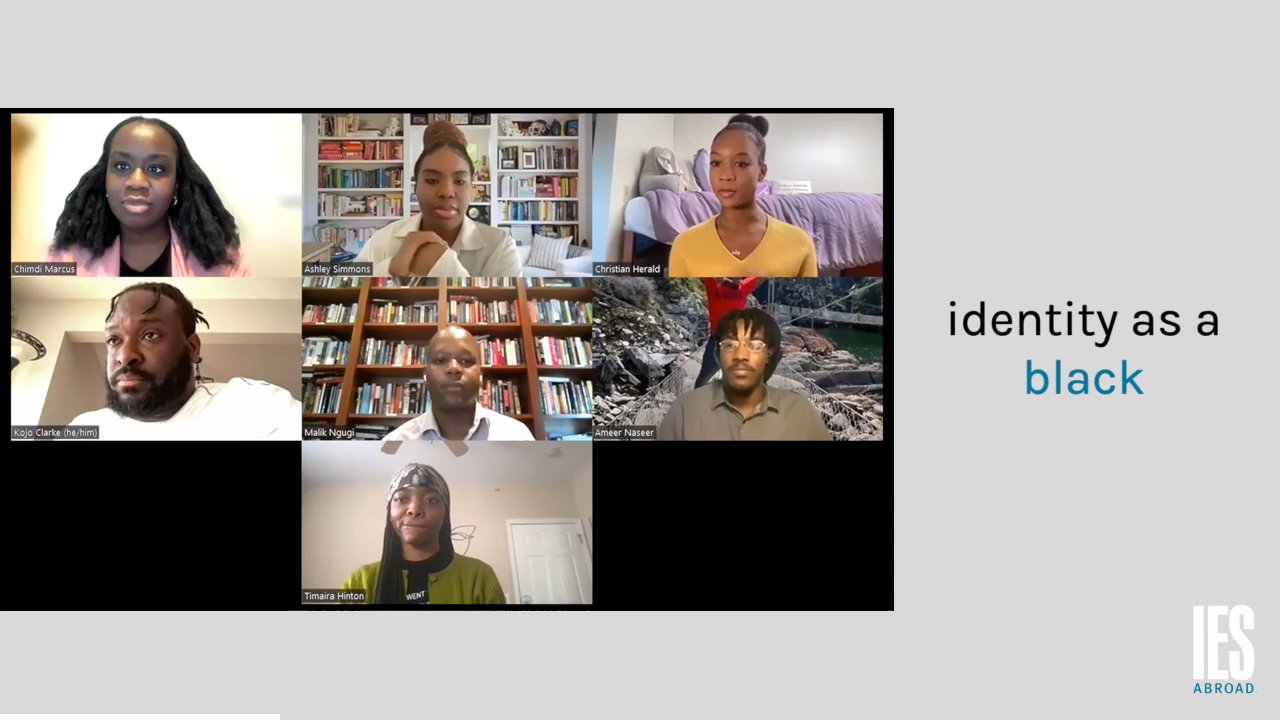 Chimdi Marcus
Ashley Simmons
Christian Herald
Kojo Clarke (he/him)
Malik Ngugi
Ameer Naseer
WENT
Timaira Hinton
identity as a
black
IES
ABROAD